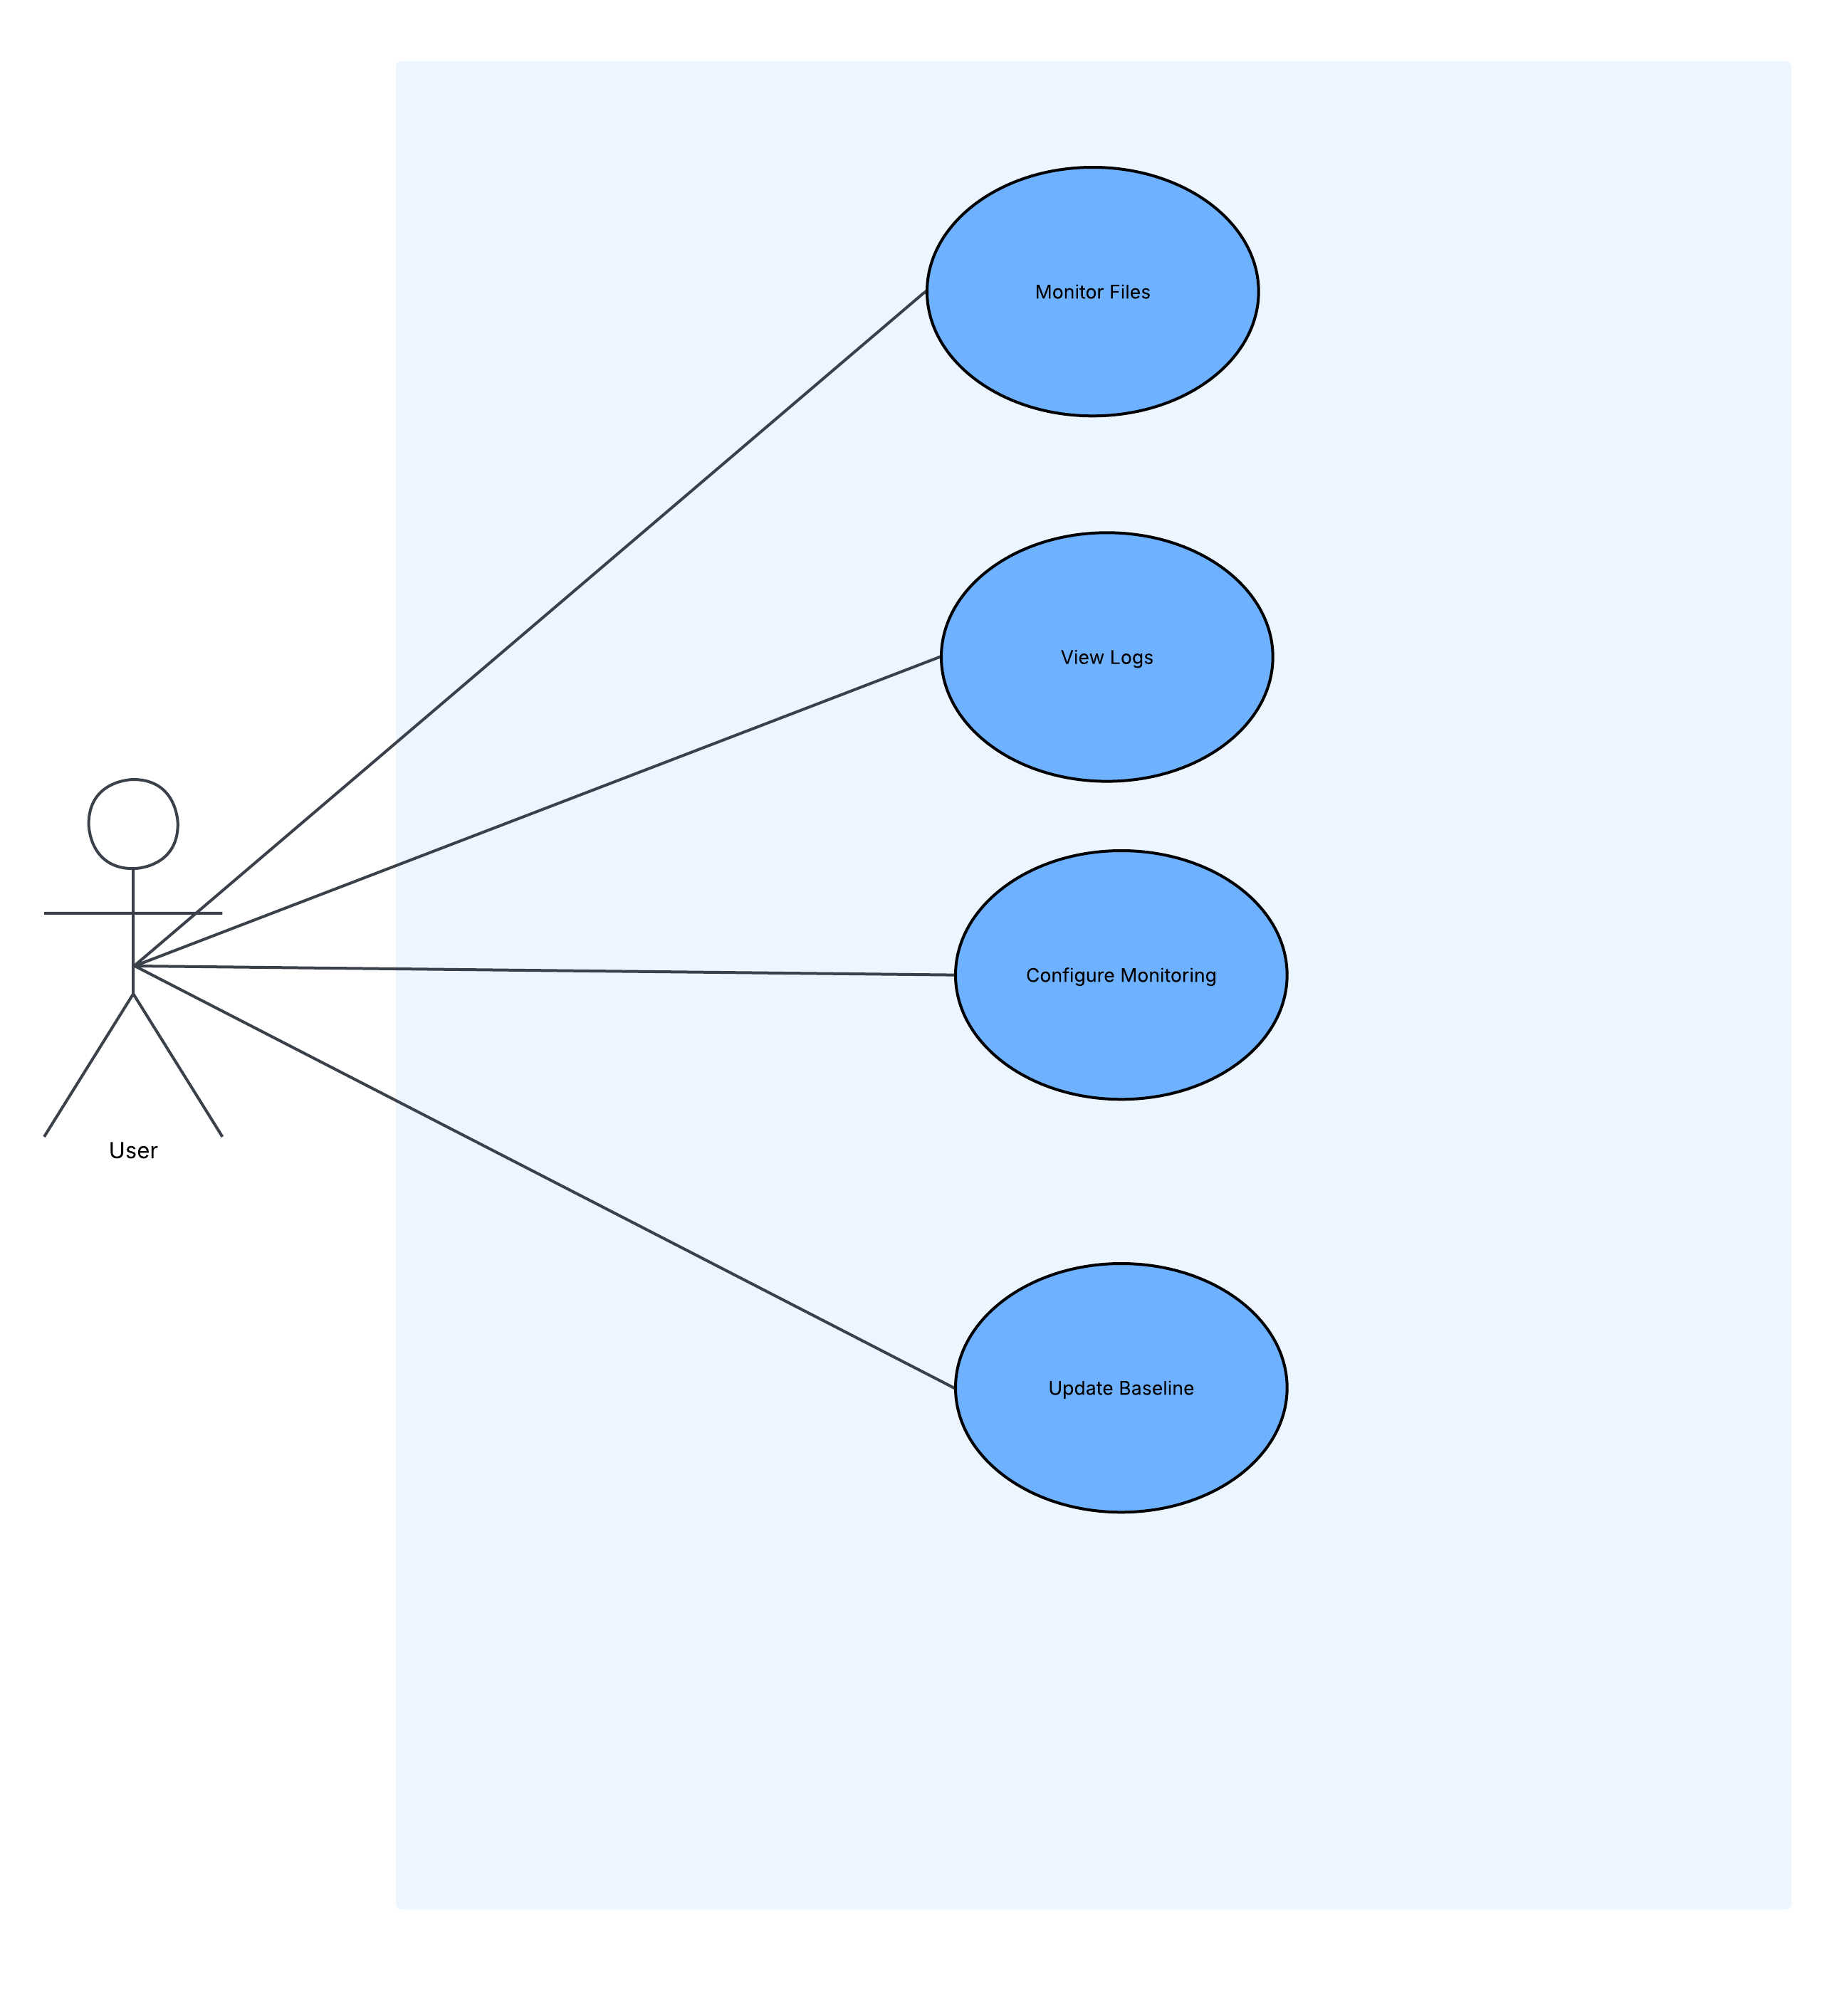 Monitor Files
View Logs
Configure Monitoring
User
Update Baseline